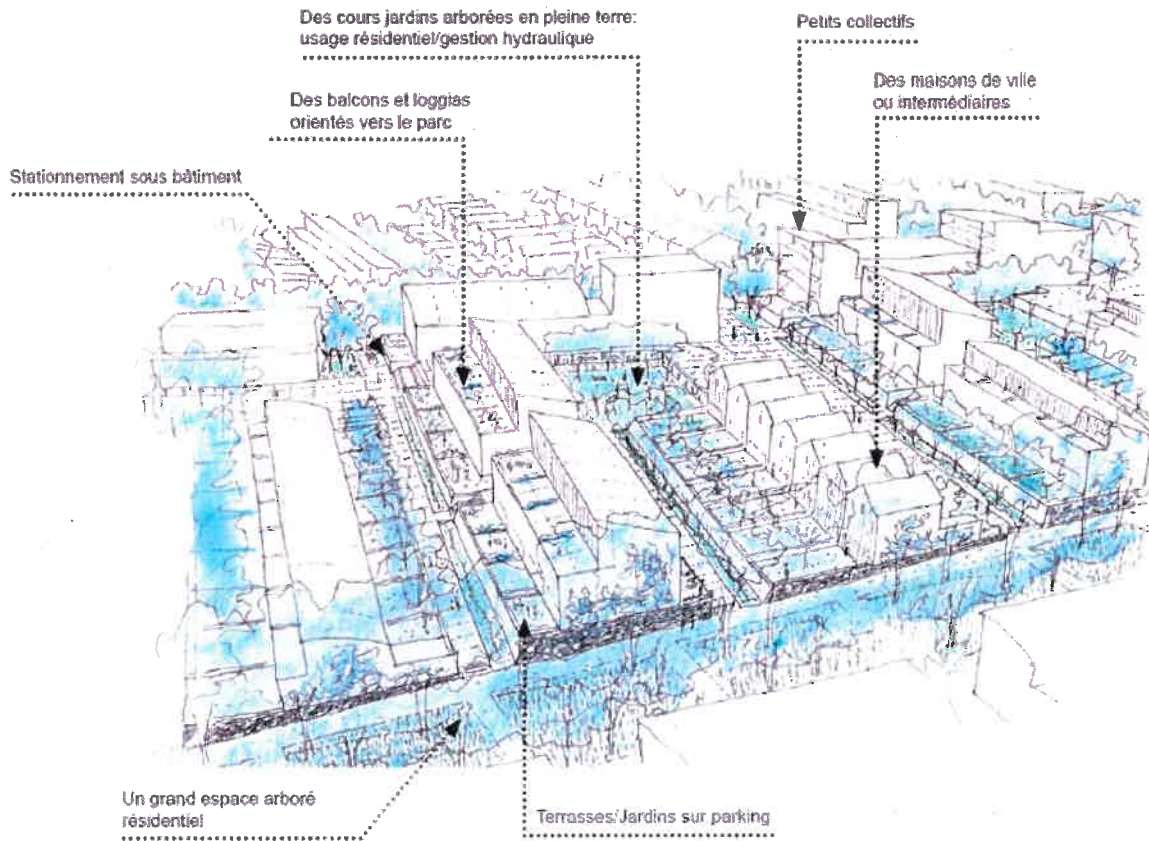 Des cours jardins arborées en pleine terre:
usage résidentiel/gestion hydraulique
Petits collectifs
Des maisons de ville
ou intermédiaires
Des balcons et loggias
orientés vers le parc
Stationnement sous bâtiment
Un grand espace arboré
résidentiel
Terrasses/Jardins sur parking